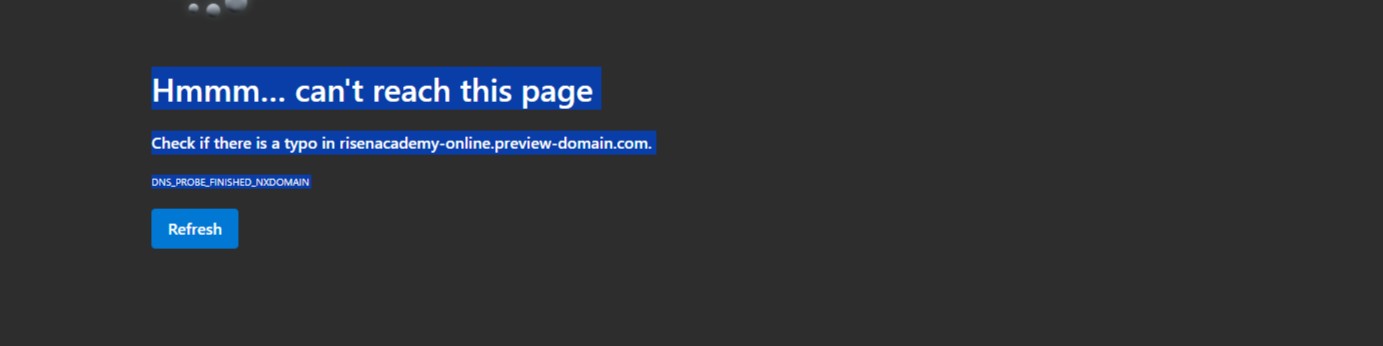 Hmmm... can't reach this page
Check if there is a typo in risenacademy-online.preview-domain.com.
DNS_PROBE_FINISHED_NXDOMAIN
Refresh